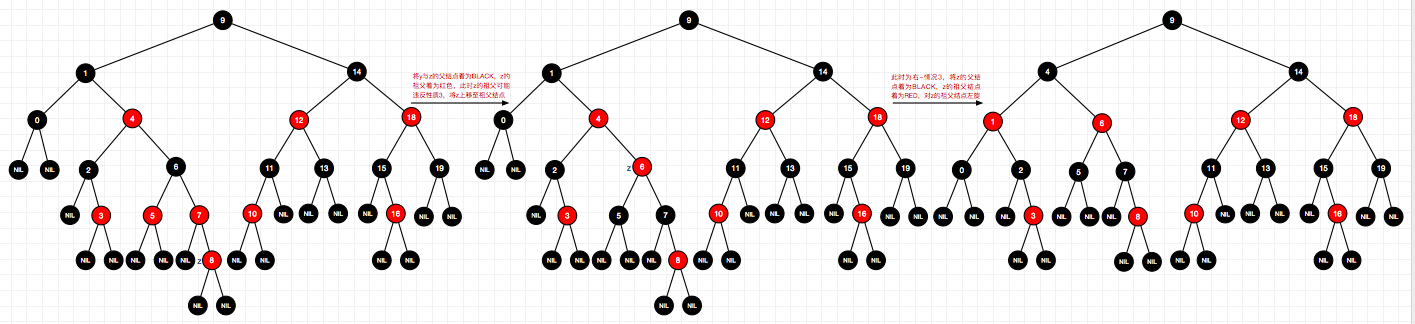 9
1 14
0 4 12 18
NIL NIL 2 6 11 13 15 19
NIL 3 5 7 10 NIL NIL NIL NIL 16 NIL NIL
NIL NIL NIL NIL NIL z 8 NIL NIL NIL NIL
NIL NIL
将y与z的父结点着为BLACK，z的
祖父着为红色，此时z的祖父可能
违反性质3，将z上移至祖父结点
9
1 14
0 4 12 18
NIL NIL 2 z 6 11 13 15 19
NIL 3 5 7 10 NIL NIL NIL NIL 16 NIL NIL
NIL NIL NIL NIL NIL 8 NIL NIL NIL NIL
NIL NIL
此时为右-情况3，将z的父结
点着为BLACK，z的祖父结点
着为RED，对z的祖父结点左旋
9
4 14
1 6 12 18
0 2 5 7 11 13 15 19
NIL NIL NIL 3 NIL NIL NIL 8 10 NIL NIL NIL NIL 16 NIL NIL
NIL NIL NIL NIL NIL NIL NIL NIL